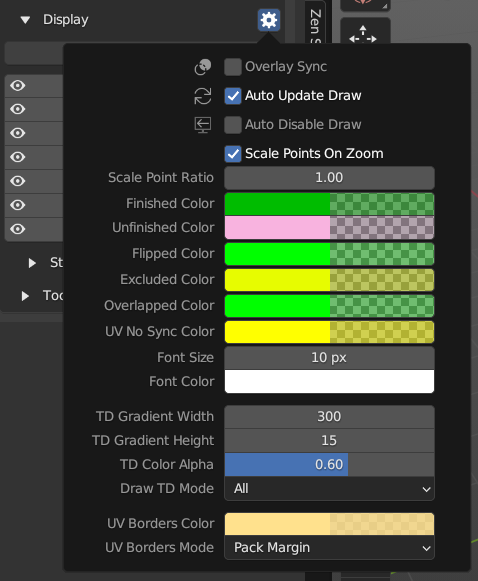 Display
Zen S
Overlay Sync
Auto Update Draw
Auto Disable Draw
Scale Points On Zoom
Scale Point Ratio 1.00
Finished Color
Unfinished Color
Flipped Color
Excluded Color
Overlapped Color
UV No Sync Color
Font Size 10 px
Font Color
St
Too
TD Gradient Width 300
TD Gradient Height 15
TD Color Alpha 0.60
Draw TD Mode All
UV Borders Color
UV Borders Mode Pack Margin